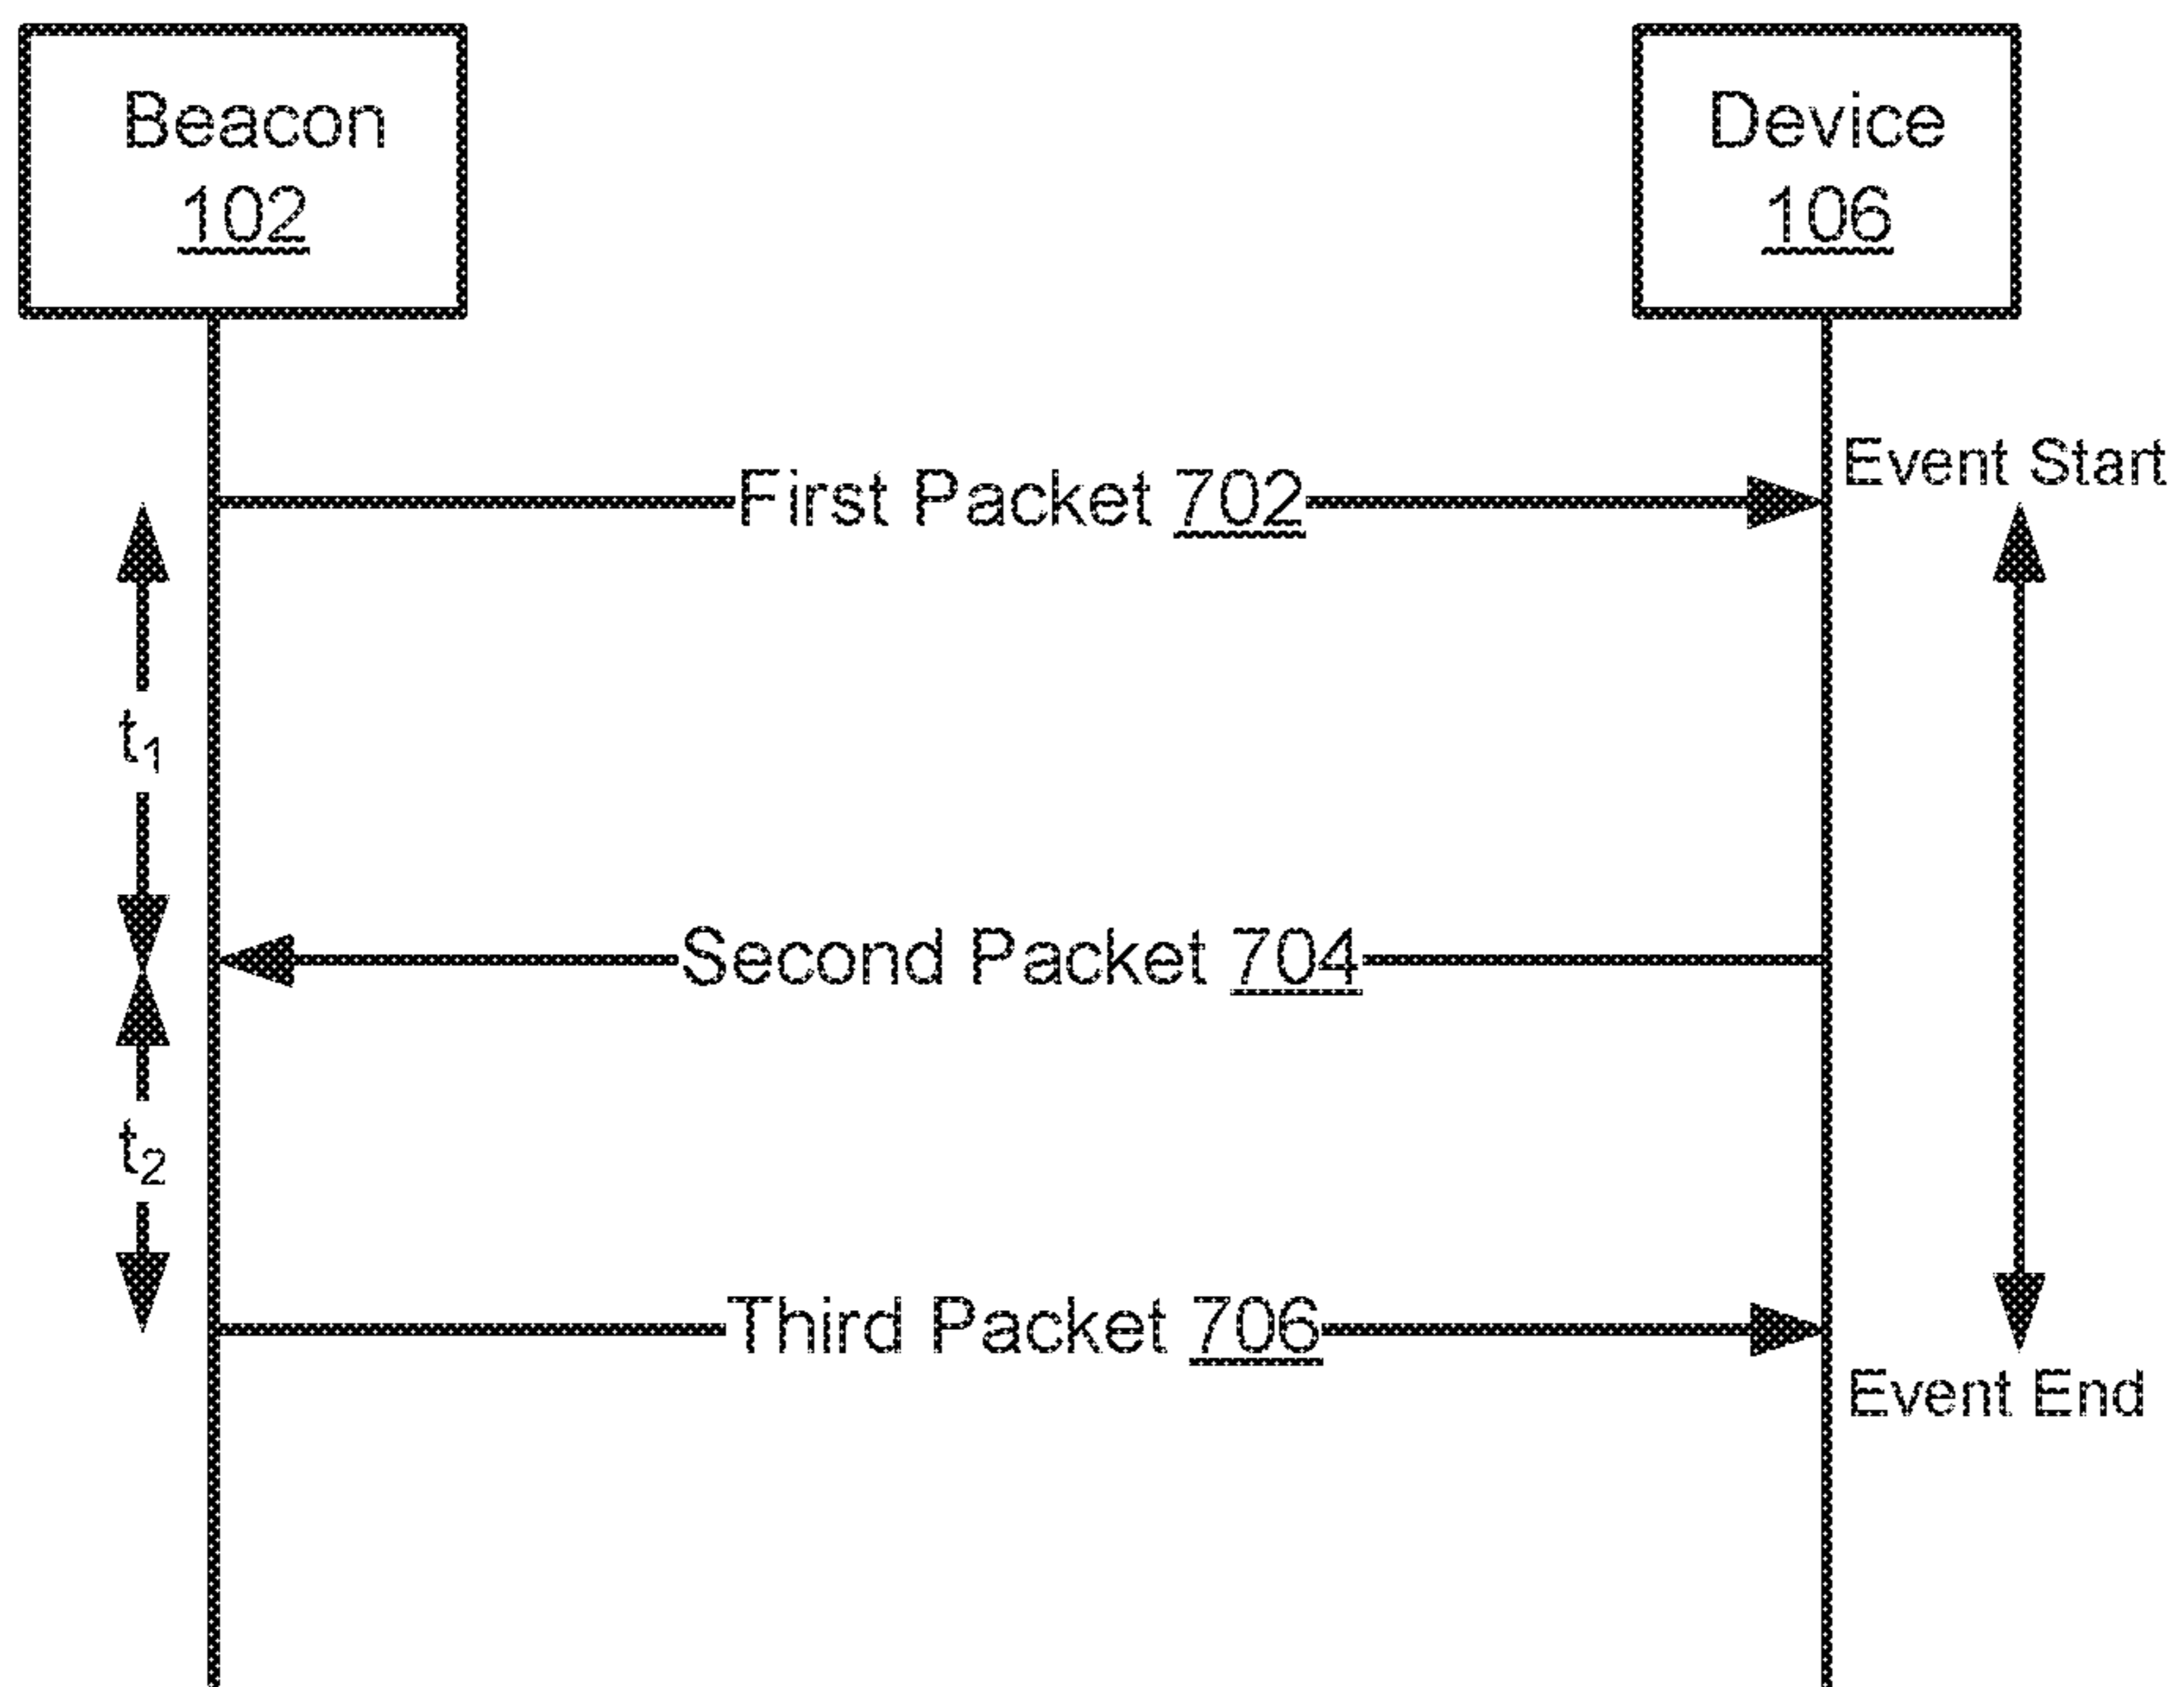 Beacon
102
Device
106
Event Start
First Packet 702
t₁
Second Packet 704
t₂
Third Packet 706
Event End